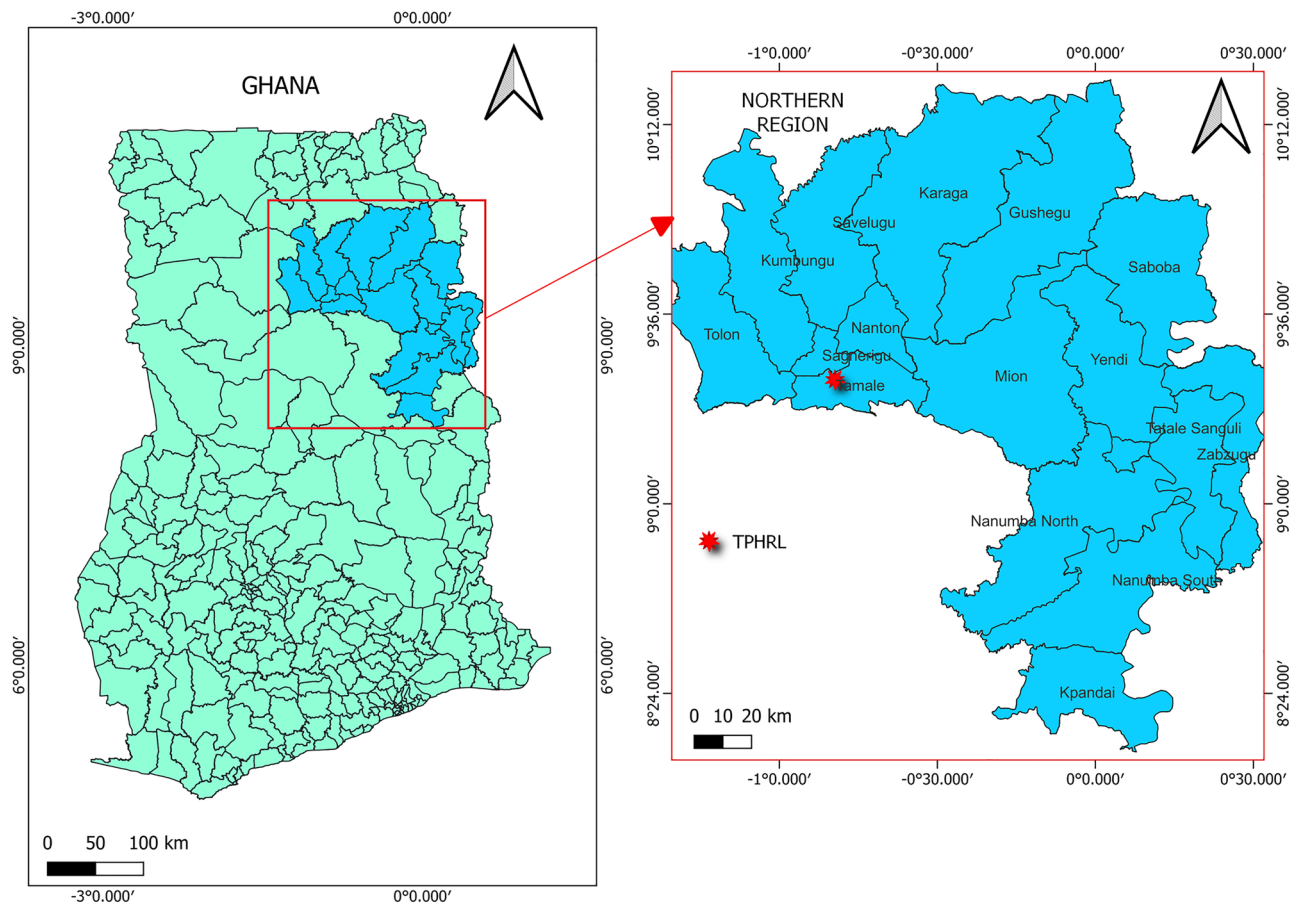 -3°0.000′
0°0.000′
GHANA
9°0.000′
9°0.000′
6°0.000′
6°0.000′
0 50 100 km
-3°0.000′
0°0.000′
-1°0.000′
-0°30.000′
0°0.000′
0°30.000′
NORTHERN
REGION
10°12.000′
10°12.000′
Karaga
Gushegu
Savelugu
Kumbungu
Saboba
9°36.000′
9°36.000′
Tolon
Nanton
Sagnerigu
Yendi
Mion
Tamale
Tatale Sanguli
Zabzugu
9°0.000′
9°0.000′
Nanumba North
TPHRL
Nanumba South
Kpandai
8°24.000′
8°24.000′
0 10 20 km
-1°0.000′
-0°30.000′
0°0.000′
0°30.000′